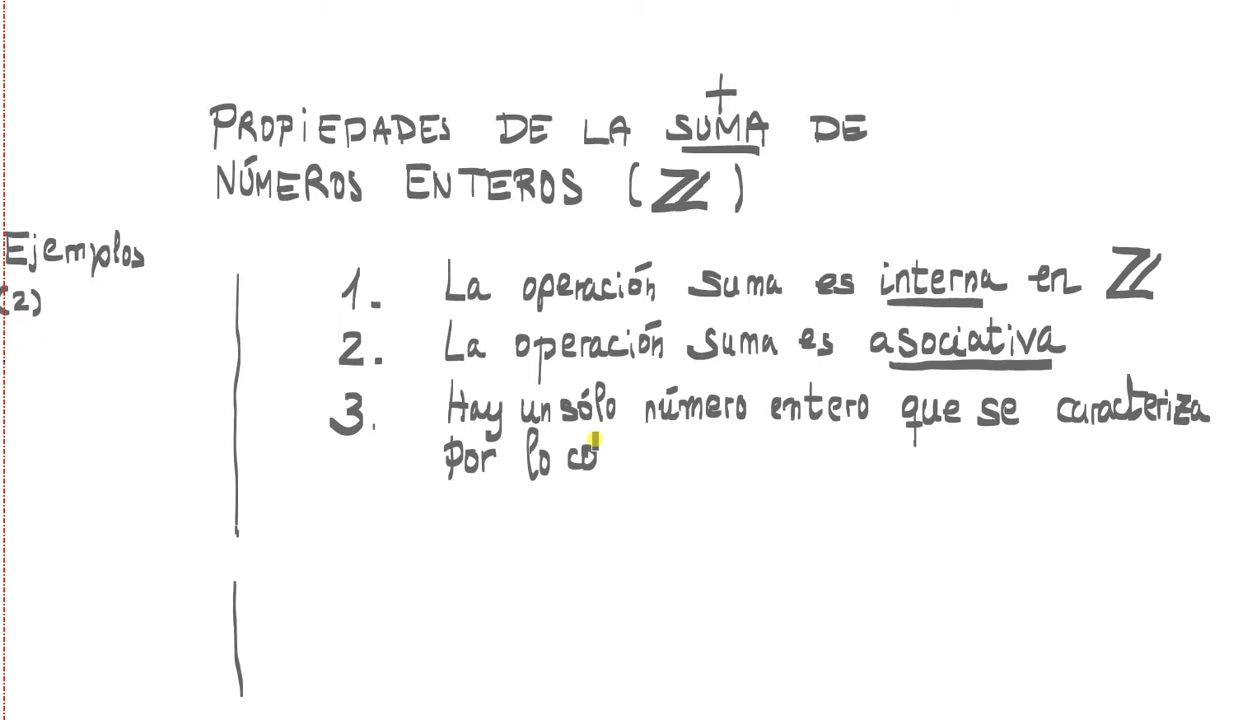 +
PROPIEDADES DE LA SUMA DE
NÚMEROS ENTEROS (ℤ)
Ejemplos
(2)
1. La operación suma es interna en ℤ
2. La operación suma es asociativa
3. Hay un sólo número entero que se caracteriza
por lo co